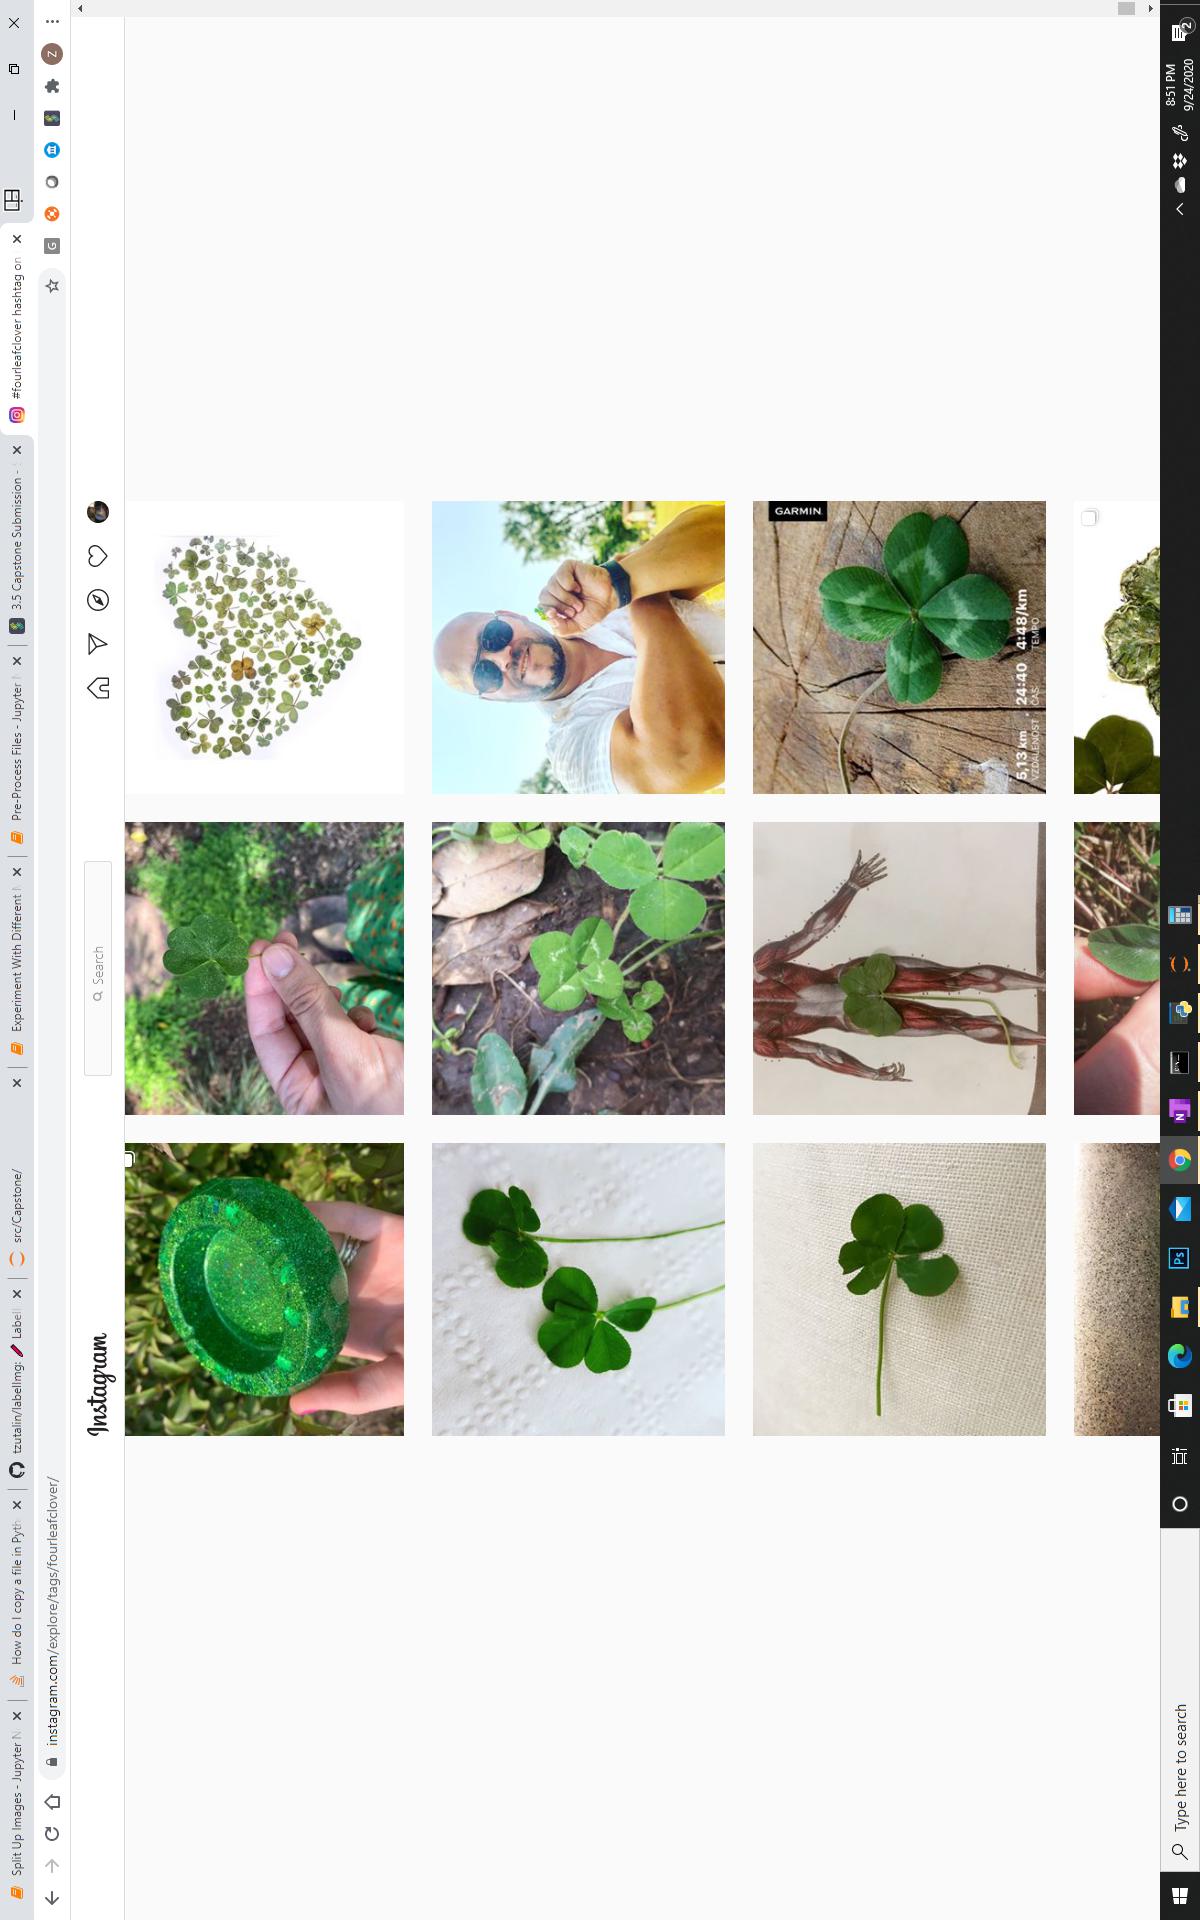 Split Up Images - Jupyter N
How do I copy a file in Pyth
tzutalin/labelImg: 🖍 Labell
src/Capstone/
Experiment With Different N
Pre-Process Files - Jupyter N
3.5 Capstone Submission -
#fourleafclover hashtag on
instagram.com/explore/tags/fourleafclover/
G
Z
Instagram
Search
GARMIN
5,13 km
24:40
4:48/km
VZDÁLENOST
ČAS
TEMPO
Type here to search
Ps
N
8:51 PM
9/24/2020
2